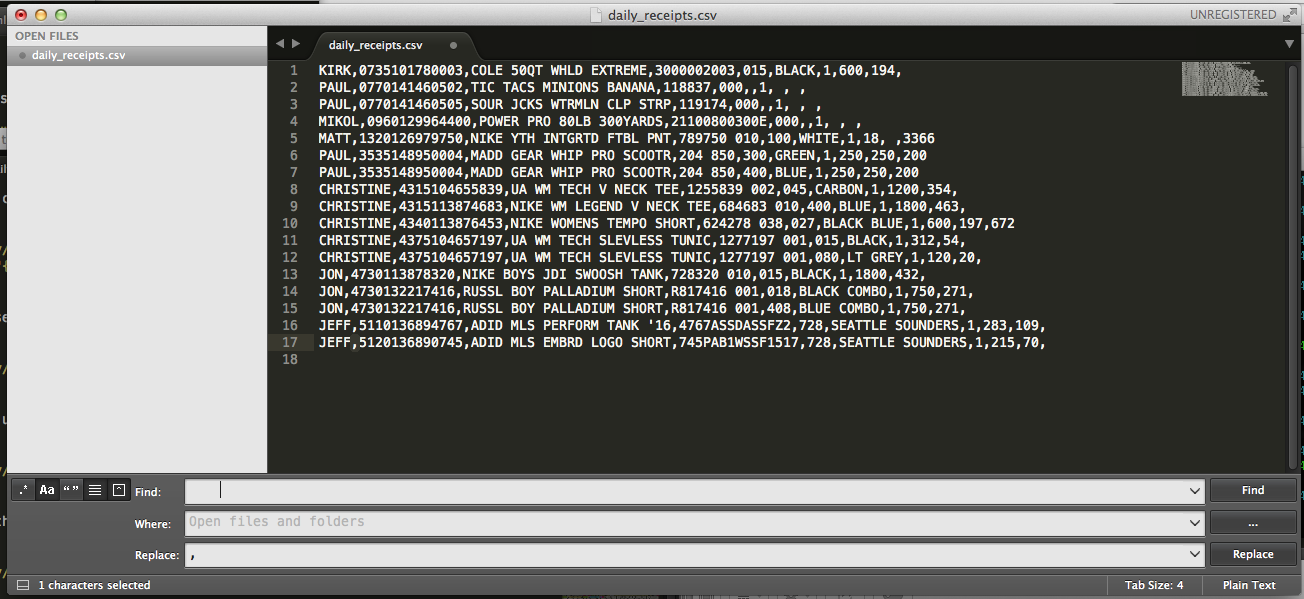 daily_receipts.csv
UNREGISTERED
OPEN FILES
daily_receipts.csv
daily_receipts.csv
1 KIRK,0735101780003,COLE 50QT WHLD EXTREME,3000002003,015,BLACK,1,600,194,
2 PAUL,0770141460502,TIC TACS MINIONS BANANA,118837,000,,1, , ,
3 PAUL,0770141460505,SOUR JCKS WTRMLN CLP STRP,119174,000,,1, , ,
4 MIKOL,0960129964400,POWER PRO 80LB 300YARDS,21100800300E,000,,1, , ,
5 MATT,1320126979750,NIKE YTH INTGRTD FTBL PNT,789750 010,100,WHITE,1,18, ,3366
6 PAUL,3535148950004,MADD GEAR WHIP PRO SCOOTR,204 850,300,GREEN,1,250,250,200
7 PAUL,3535148950004,MADD GEAR WHIP PRO SCOOTR,204 850,400,BLUE,1,250,250,200
8 CHRISTINE,4315104655839,UA WM TECH V NECK TEE,1255839 002,045,CARBON,1,1200,354,
9 CHRISTINE,4315113874683,NIKE WM LEGEND V NECK TEE,684683 010,400,BLUE,1,1800,463,
10 CHRISTINE,4340113876453,NIKE WOMENS TEMPO SHORT,624278 038,027,BLACK BLUE,1,600,197,672
11 CHRISTINE,4375104657197,UA WM TECH SLEVLESS TUNIC,1277197 001,015,BLACK,1,312,54,
12 CHRISTINE,4375104657197,UA WM TECH SLEVLESS TUNIC,1277197 001,080,LT GREY,1,120,20,
13 JON,4730113878320,NIKE BOYS JDI SWOOSH TANK,728320 010,015,BLACK,1,1800,432,
14 JON,4730132217416,RUSSL BOY PALLADIUM SHORT,R817416 001,018,BLACK COMBO,1,750,271,
15 JON,4730132217416,RUSSL BOY PALLADIUM SHORT,R817416 001,408,BLUE COMBO,1,750,271,
16 JEFF,5110136894767,ADID MLS PERFORM TANK '16,4767ASSDASSFZ2,728,SEATTLE SOUNDERS,1,283,109,
17 JEFF,5120136890745,ADID MLS EMBRD LOGO SHORT,745PAB1WSSF1517,728,SEATTLE SOUNDERS,1,215,70,
18
.* Aa “” Find: Find
Where: Open files and folders ...
Replace: , Replace
1 characters selected Tab Size: 4 Plain Text